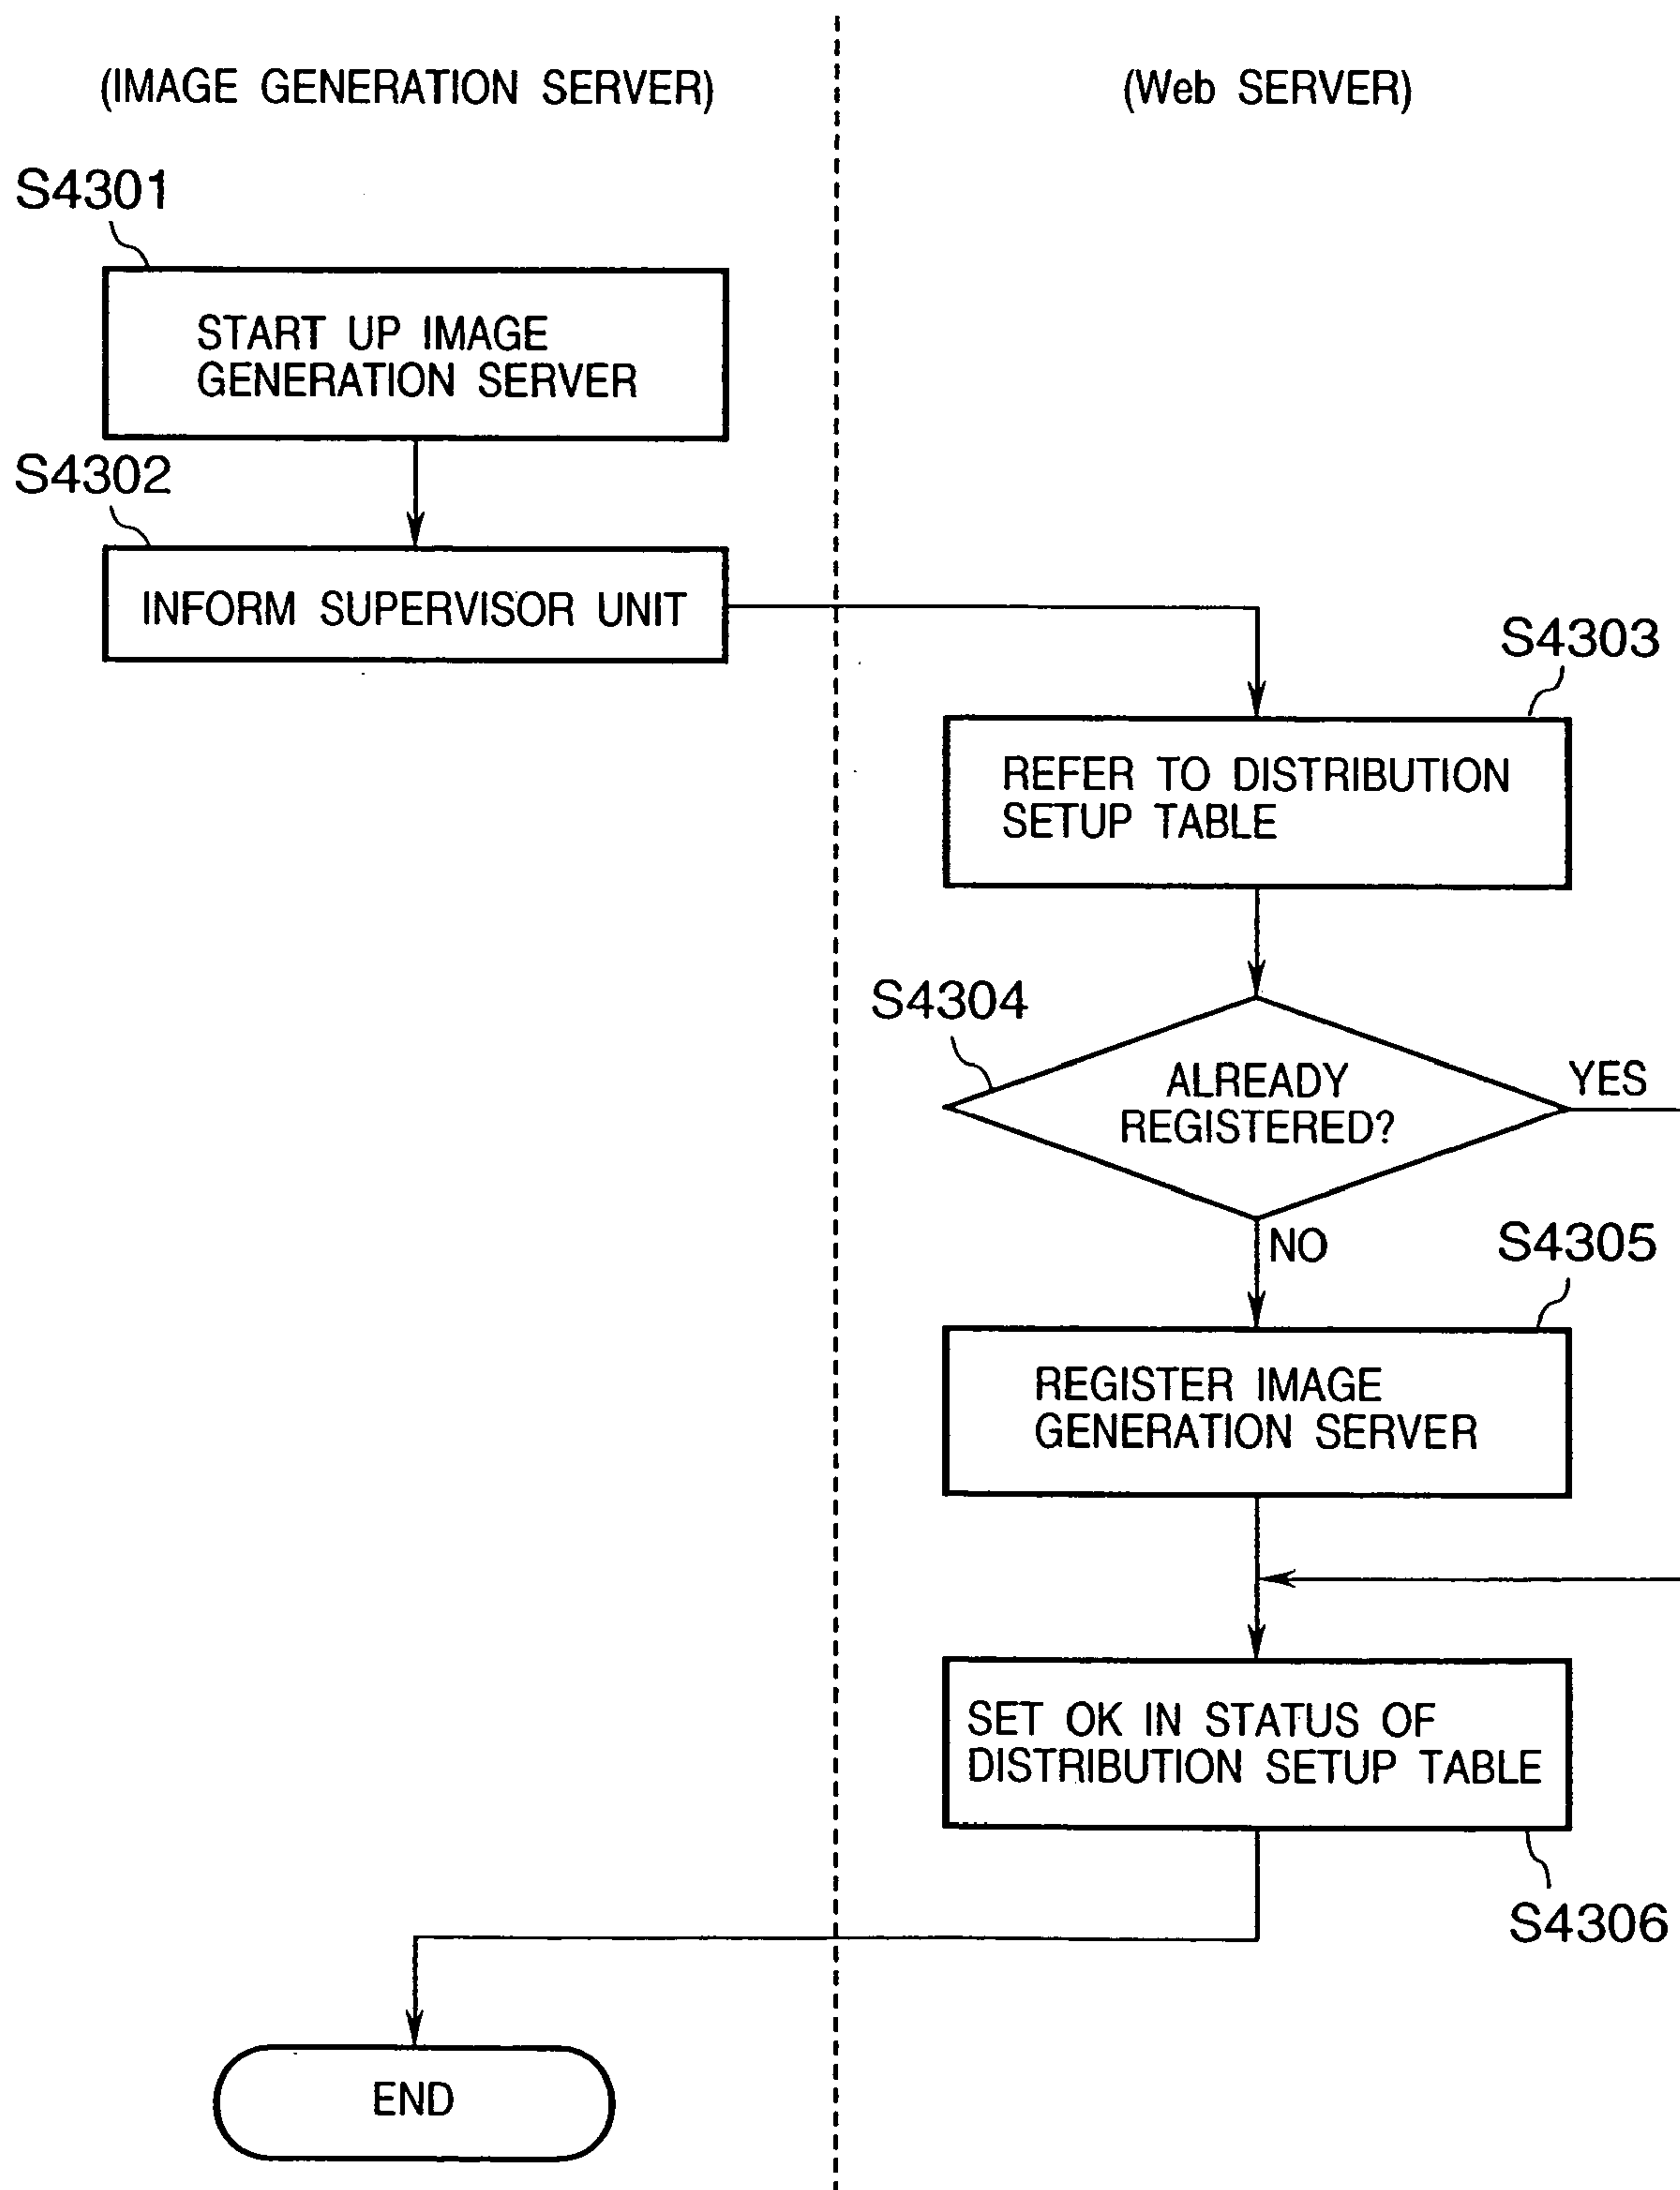 (IMAGE GENERATION SERVER)
(Web SERVER)
S4301
START UP IMAGE
GENERATION SERVER
S4302
INFORM SUPERVISOR UNIT
S4303
REFER TO DISTRIBUTION
SETUP TABLE
S4304
ALREADY
REGISTERED?
YES
NO
S4305
REGISTER IMAGE
GENERATION SERVER
SET OK IN STATUS OF
DISTRIBUTION SETUP TABLE
S4306
END